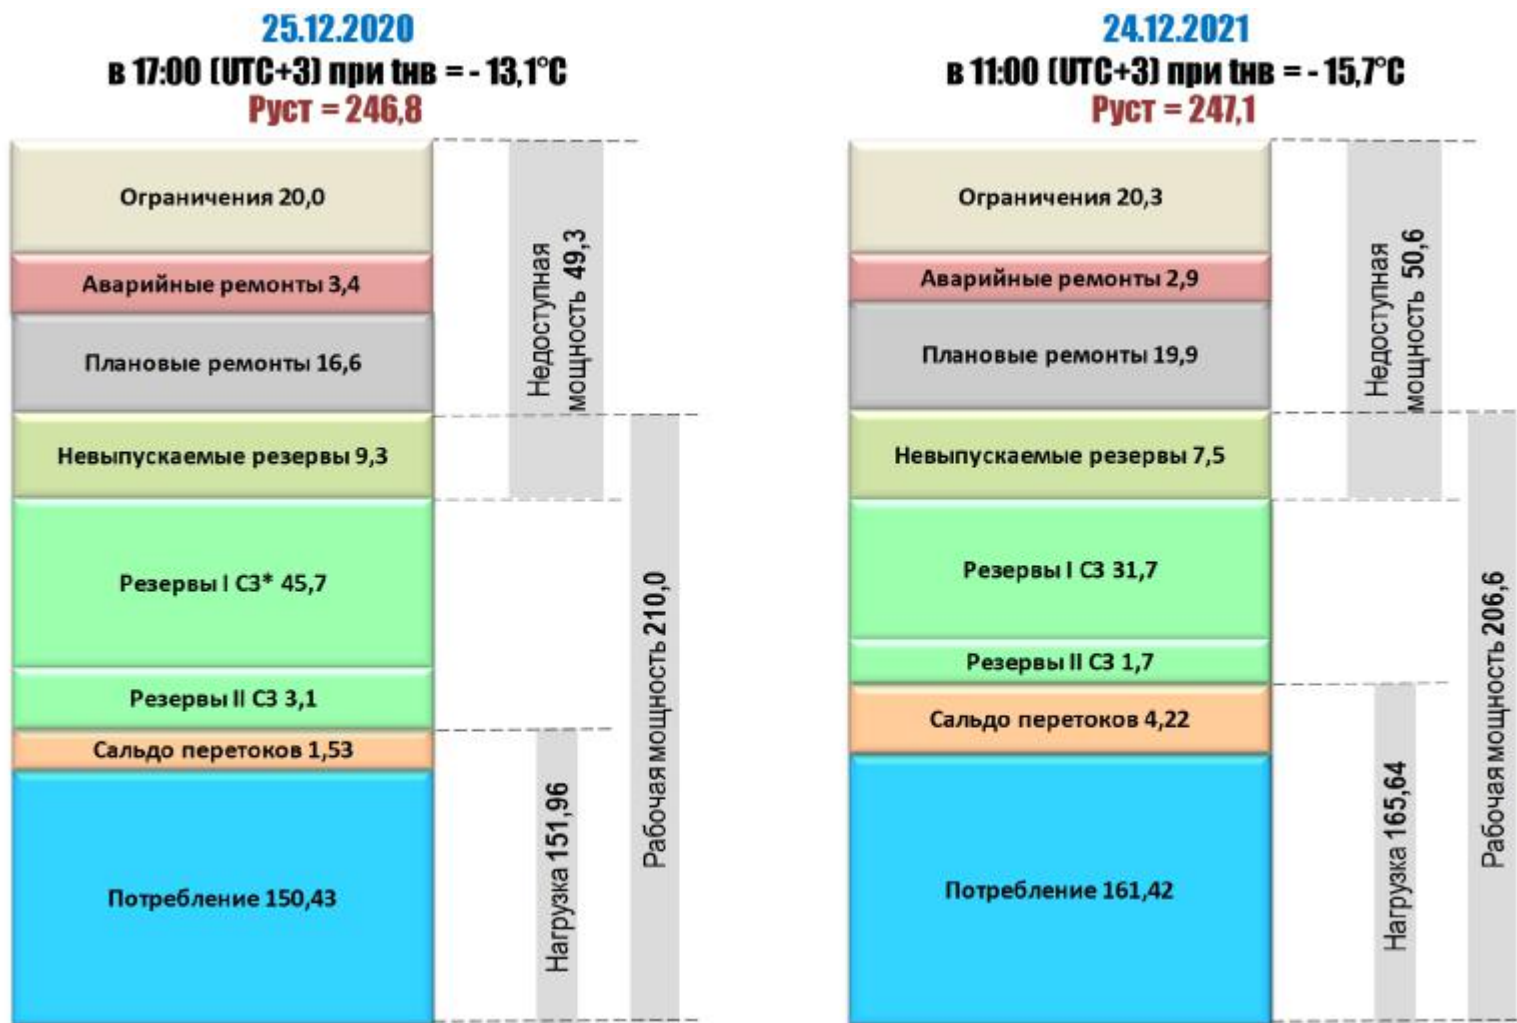 25.12.2020
в 17:00 (UTC+3) при tнв = - 13,1°C
Руст = 246,8
Ограничения 20,0
Аварийные ремонты 3,4
Плановые ремонты 16,6
Невыпускаемые резервы 9,3
Резервы I СЗ* 45,7
Резервы II СЗ 3,1
Сальдо перетоков 1,53
Потребление 150,43
Недоступная
мощность 49,3
Нагрузка 151,96
Рабочая мощность 210,0
24.12.2021
в 11:00 (UTC+3) при tнв = - 15,7°C
Руст = 247,1
Ограничения 20,3
Аварийные ремонты 2,9
Плановые ремонты 19,9
Невыпускаемые резервы 7,5
Резервы I СЗ 31,7
Резервы II СЗ 1,7
Сальдо перетоков 4,22
Потребление 161,42
Недоступная
мощность 50,6
Нагрузка 165,64
Рабочая мощность 206,6